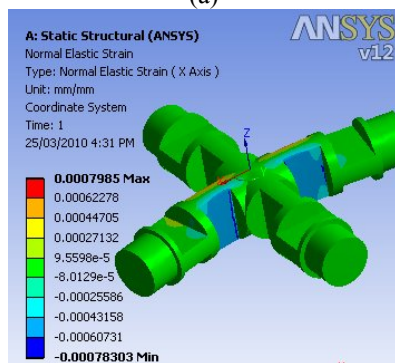 (a)
ANSYS
v12
A: Static Structural (ANSYS)
Normal Elastic Strain
Type: Normal Elastic Strain ( X Axis )
Unit: mm/mm
Coordinate System
Time: 1
25/03/2010 4:31 PM
0.0007985 Max
0.00062278
0.00044705
0.00027132
9.5598e-5
-8.0129e-5
-0.00025586
-0.00043158
-0.00060731
-0.00078303 Min
Z